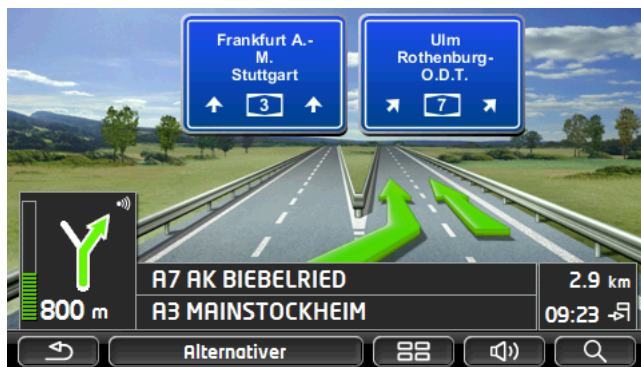 Frankfurt A.-
M.
Stuttgart
3
Ulm
Rothenburg-
O.D.T.
7
800 m
A7 AK BIEBELRIED
2.9 km
A3 MAINSTOCKHEIM
09:23
Alternativer